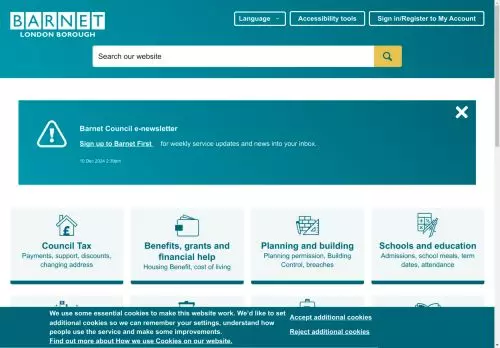 BARNET
LONDON BOROUGH
Language
Accessibility tools
Sign in/Register to My Account
Search our website
Barnet Council e-newsletter
Sign up to Barnet First for weekly service updates and news into your inbox.
10 Dec 2024 2:39pm
Council Tax
Payments, support, discounts,
changing address
Benefits, grants and
financial help
Housing Benefit, cost of living
Planning and building
Planning permission, Building
Control, breaches
Schools and education
Admissions, school meals, term
dates, attendance
We use some essential cookies to make this website work. We'd like to set
additional cookies so we can remember your settings, understand how
people use the service and make some improvements.
Find out more about How we use Cookies on our website.
Accept additional cookies
Reject additional cookies